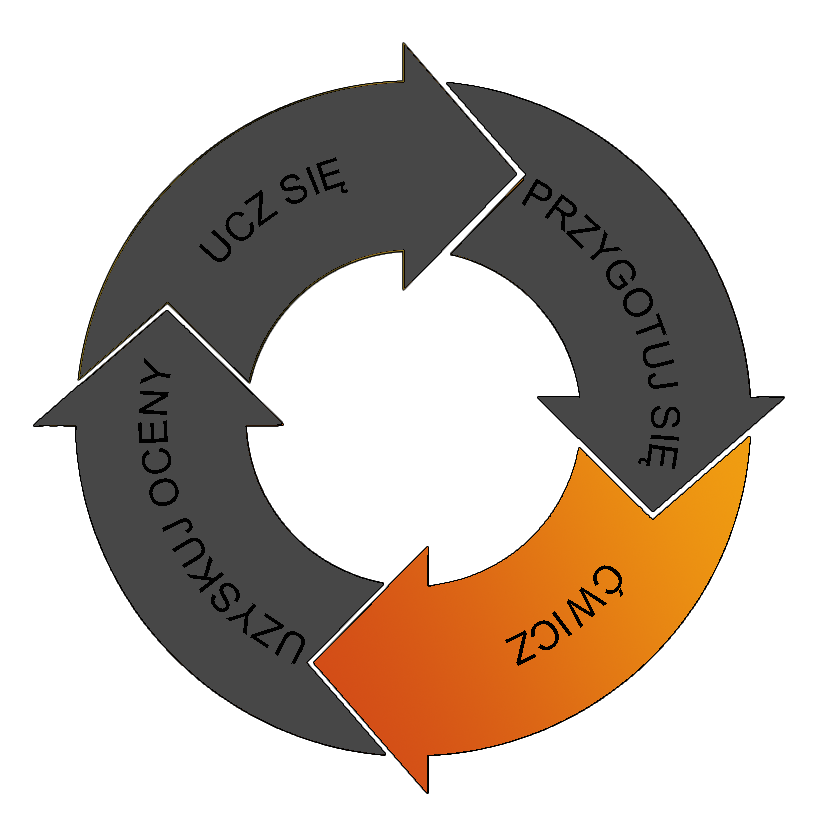 UCZ SIĘ
PRZYGOTUJ SIĘ
ĆWICZ
UZYSKUJ OCENY